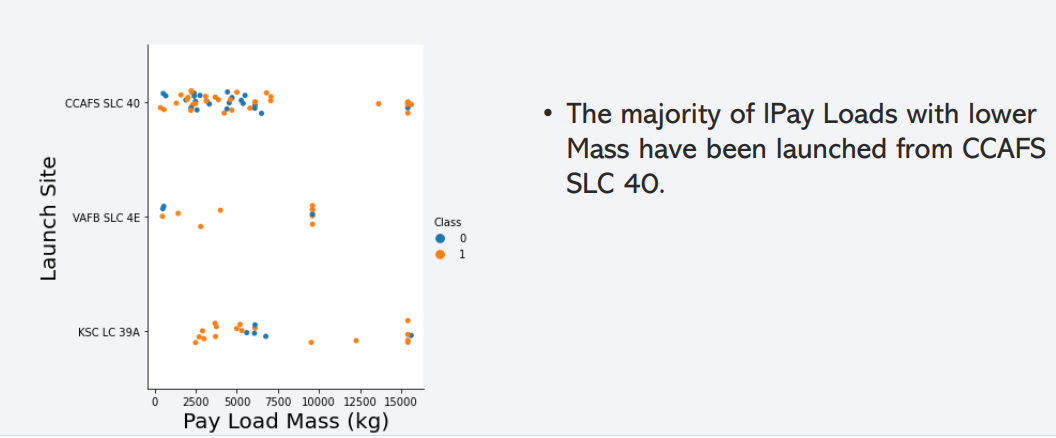 Launch Site
CCAFS SLC 40
VAFB SLC 4E
KSC LC 39A
0 2500 5000 7500 10000 12500 15000
Pay Load Mass (kg)
Class
0
1
• The majority of lPay Loads with lower
Mass have been launched from CCAFS
SLC 40.